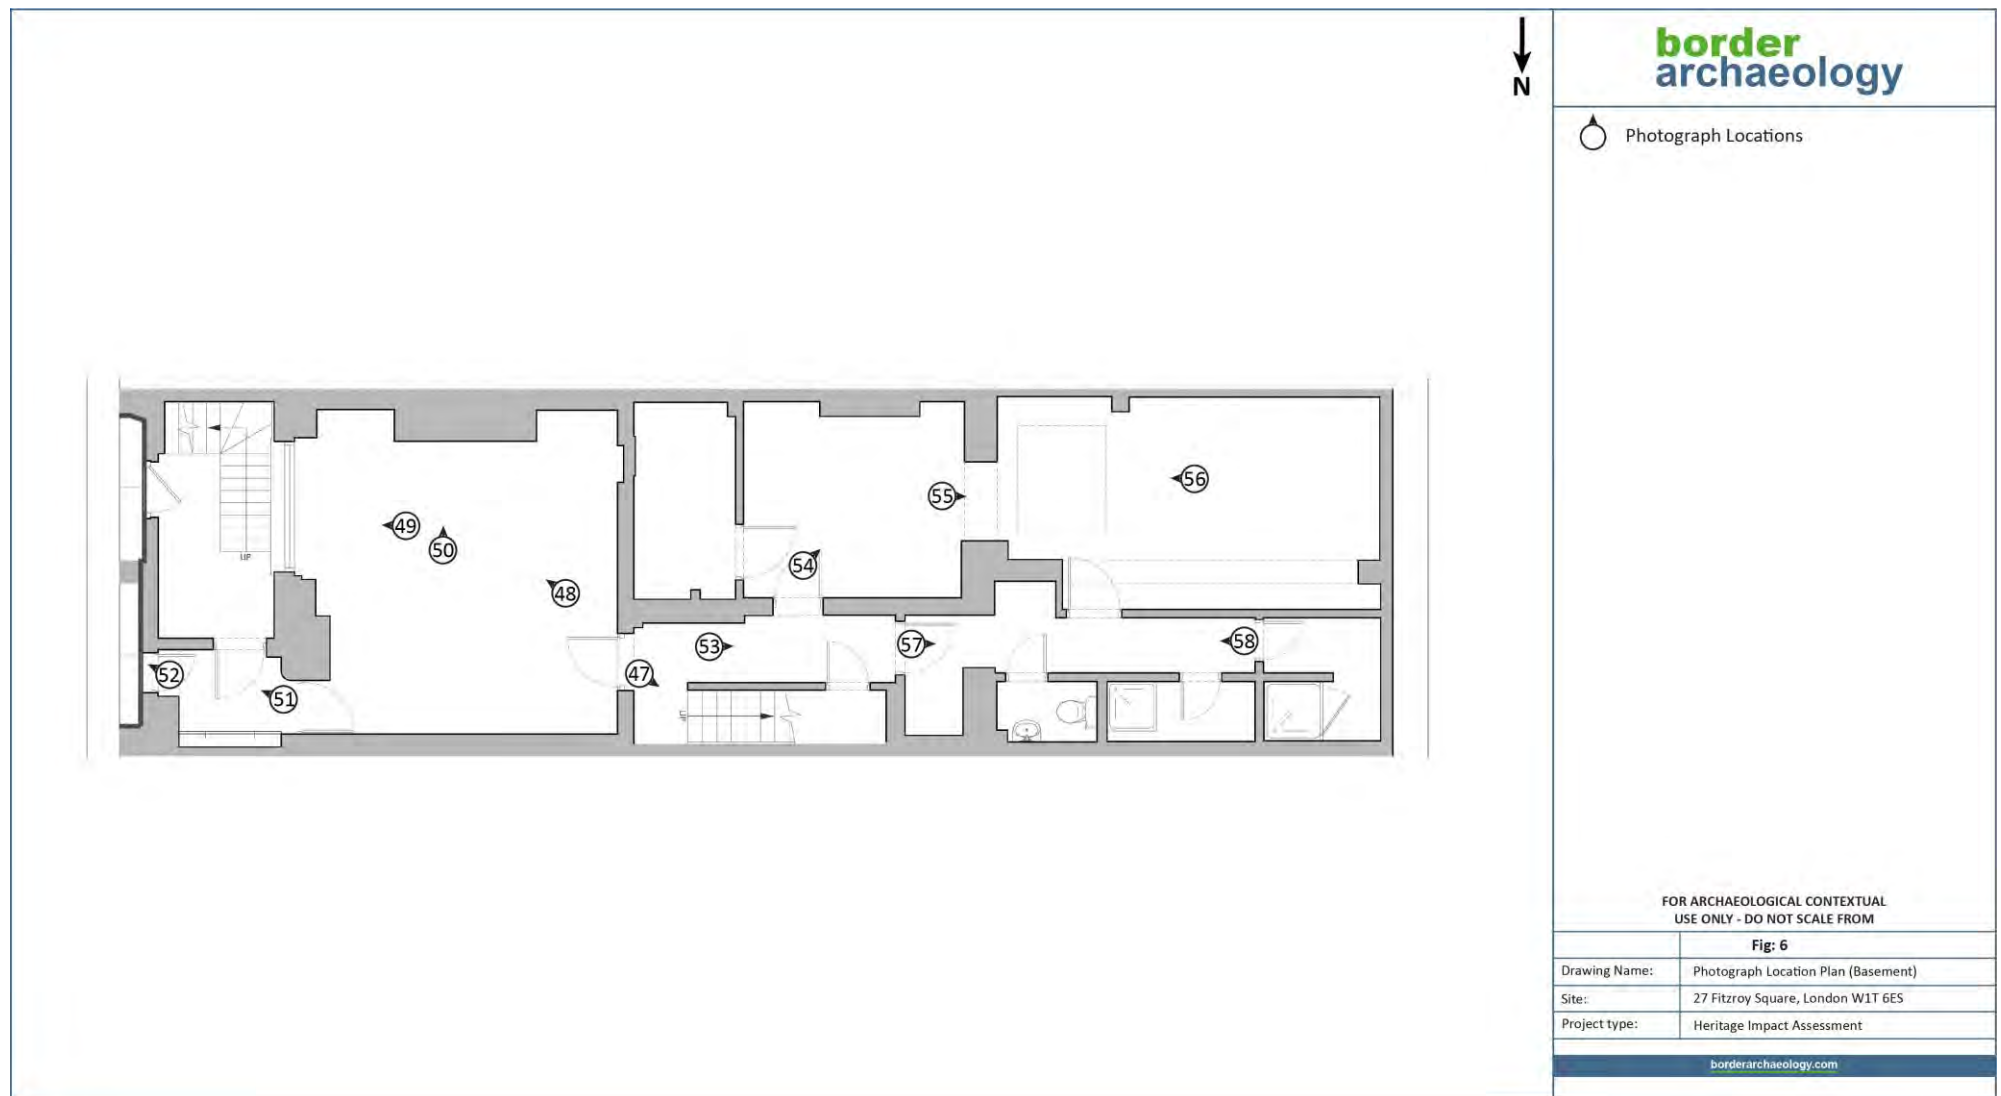 N
border
archaeology
Photograph Locations
UP
49
50
48
56
55
54
53
57
58
47
52
51
UP
FOR ARCHAEOLOGICAL CONTEXTUAL
USE ONLY - DO NOT SCALE FROM
Fig: 6
Drawing Name: Photograph Location Plan (Basement)
Site: 27 Fitzroy Square, London W1T 6ES
Project type: Heritage Impact Assessment
borderarchaeology.com